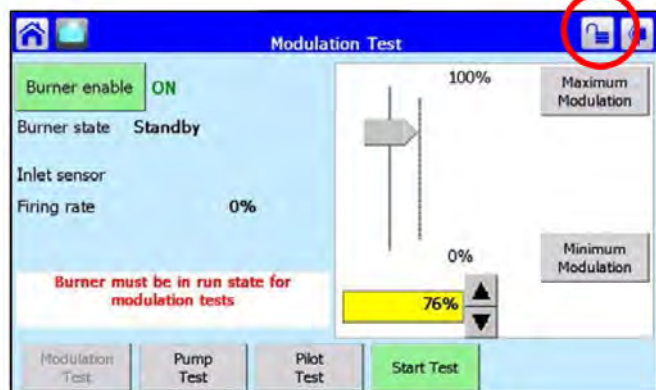 Modulation Test
Burner enable ON
Burner state Standby
Inlet sensor
Firing rate 0%
Burner must be in run state for
modulation tests
100%
0%
76%
Maximum
Modulation
Minimum
Modulation
Modulation
Test
Pump
Test
Pilot
Test
Start Test